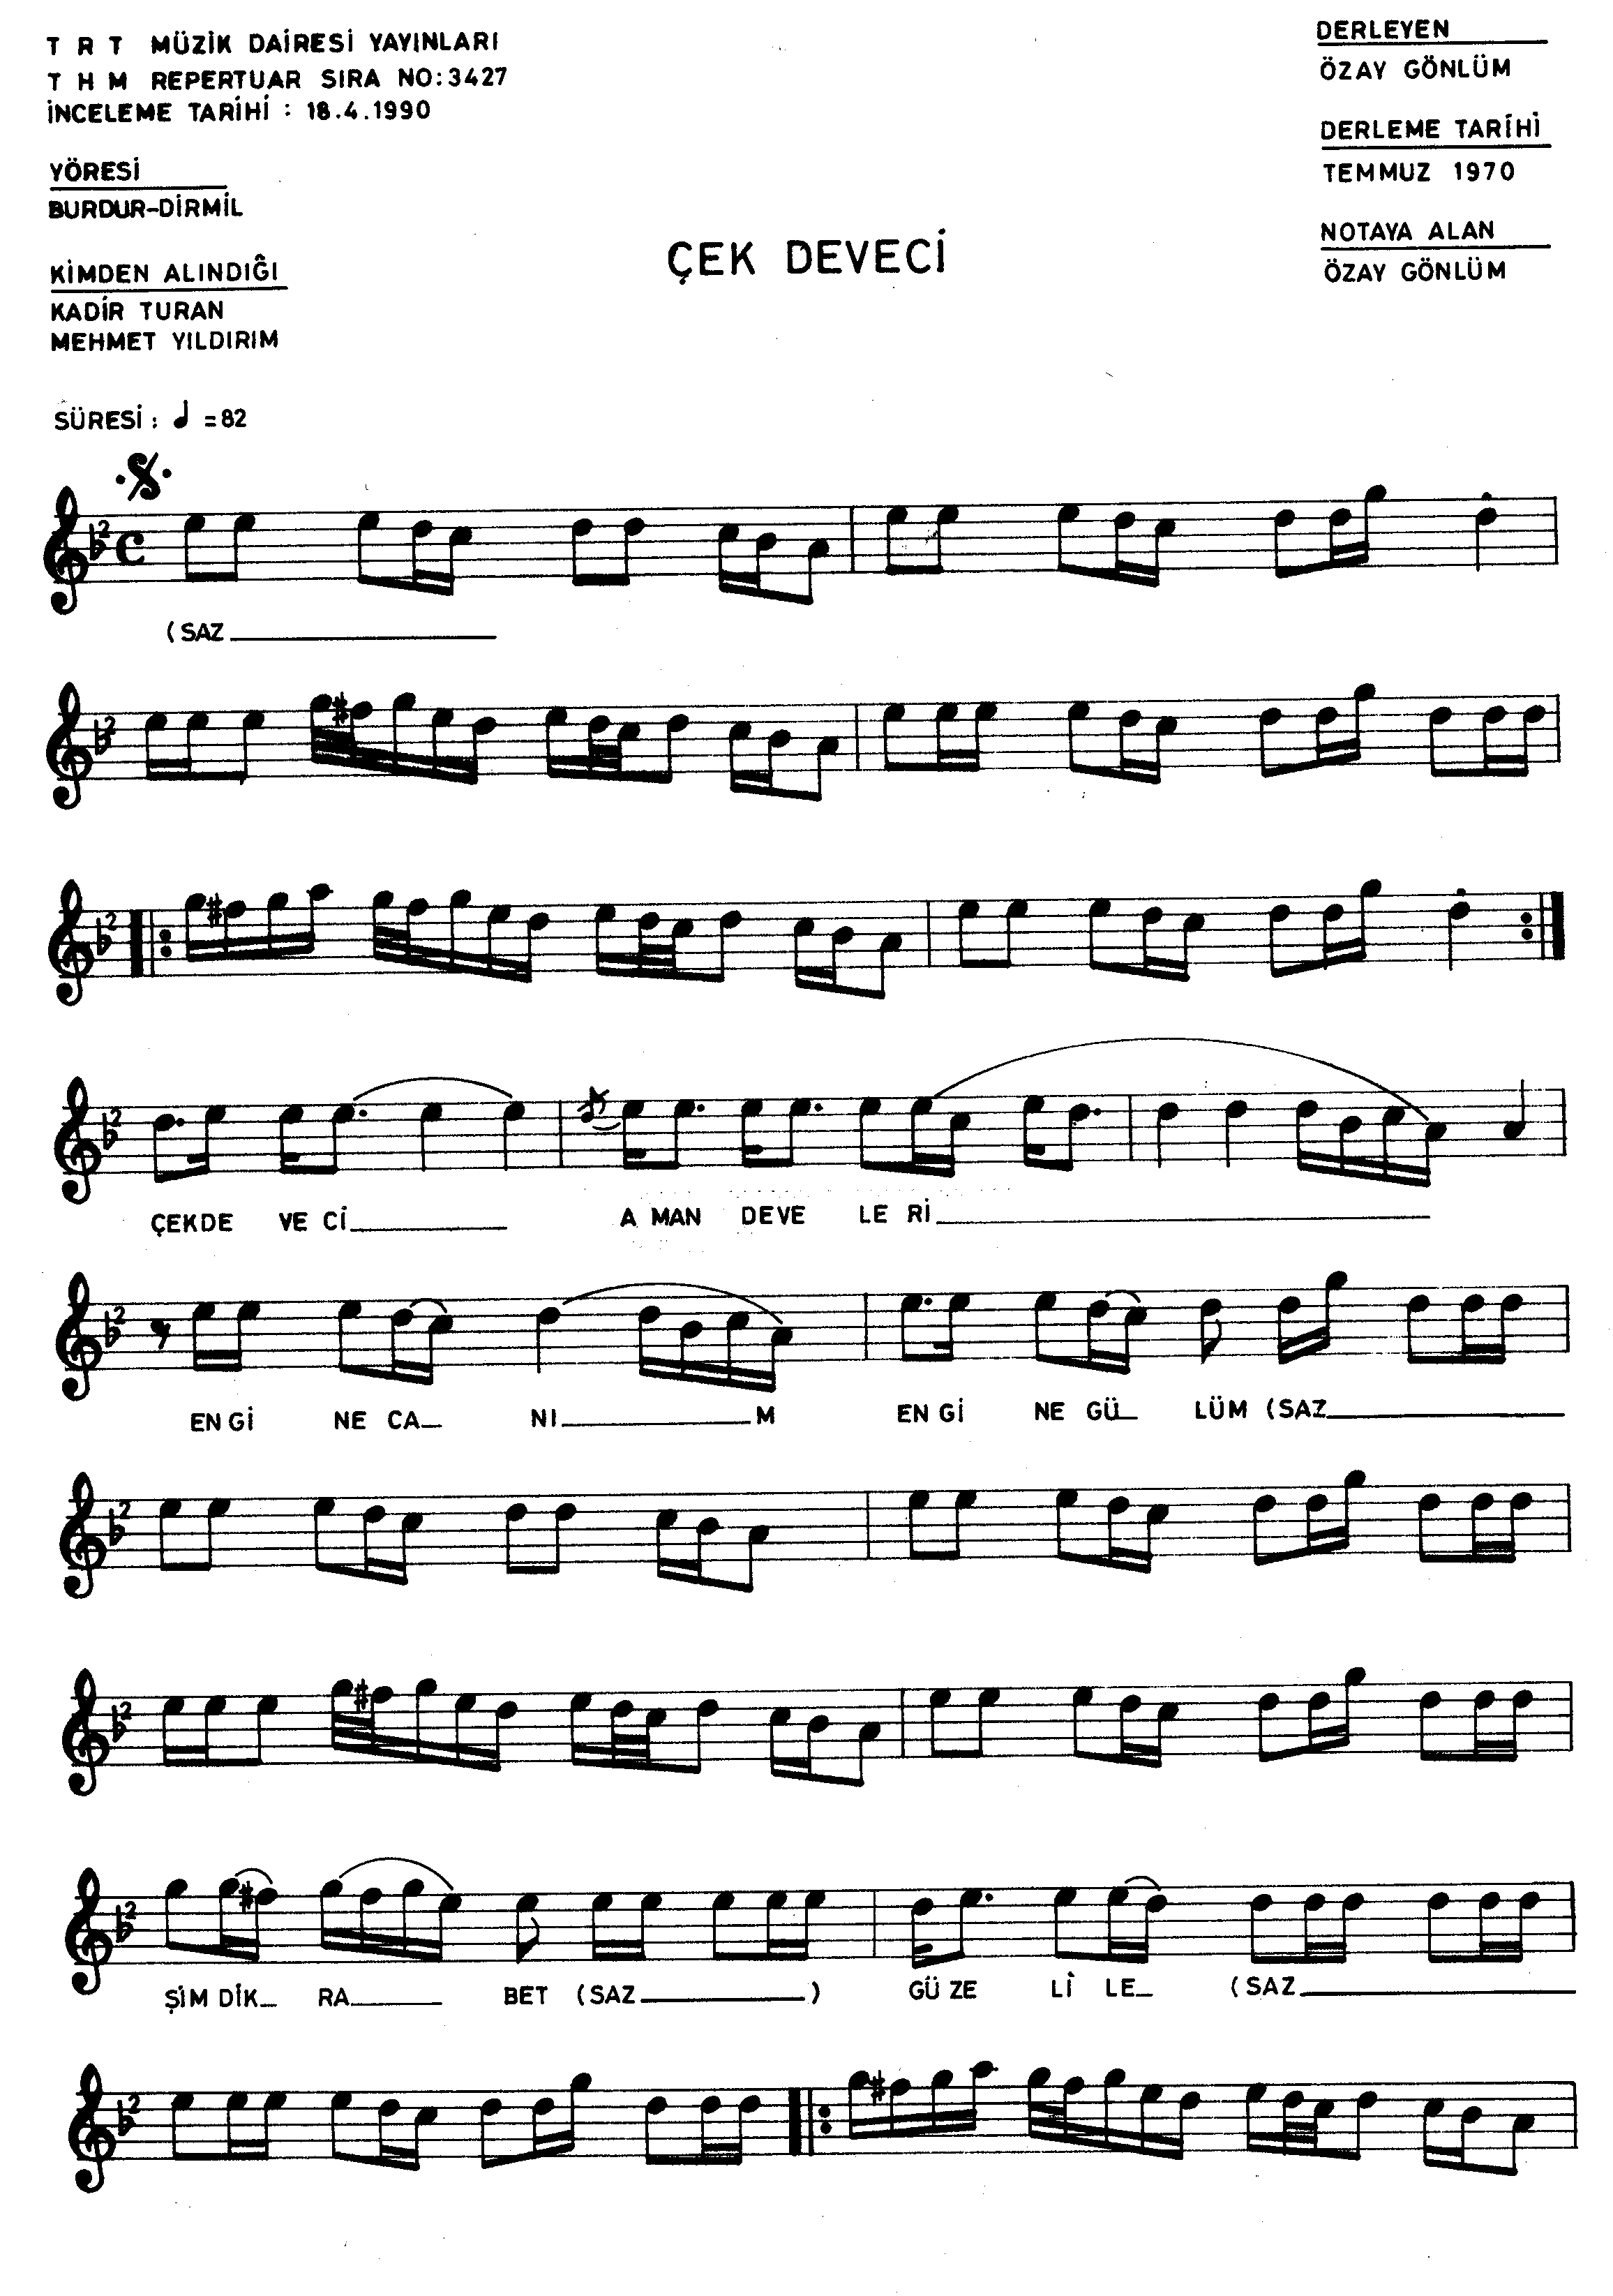 T R T MÜZİK DAİRESİ YAYINLARI
T H M REPERTUAR SIRA NO:3427
İNCELEME TARİHİ : 18.4.1990
YÖRESİ
BURDUR-DİRMİL
KİMDEN ALINDIĞI
KADİR TURAN
MEHMET YILDIRIM
ÇEK DEVECİ
DERLEYEN
ÖZAY GÖNLÜM
DERLEME TARİHİ
TEMMUZ 1970
NOTAYA ALAN
ÖZAY GÖNLÜM
SÜRESİ : ♩ =82
(SAZ
ÇEKDE VE Cİ A MAN DEVE LE Rİ
EN Gİ NE CA NI M EN Gİ NE GÜ LÜM (SAZ
ŞİM DİK RA BET (SAZ ) GÜ ZE Lİ LE (SAZ